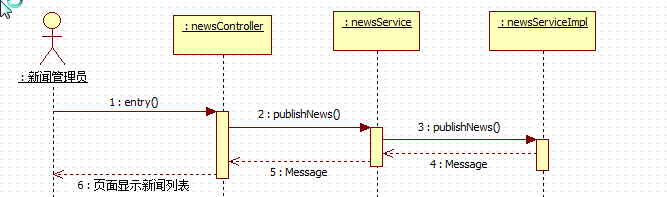 : newsController
: newsService
: newsServiceImpl
: 新闻管理员
1 : entry()
2 : publishNews()
3 : publishNews()
4 : Message
5 : Message
6 : 页面显示新闻列表